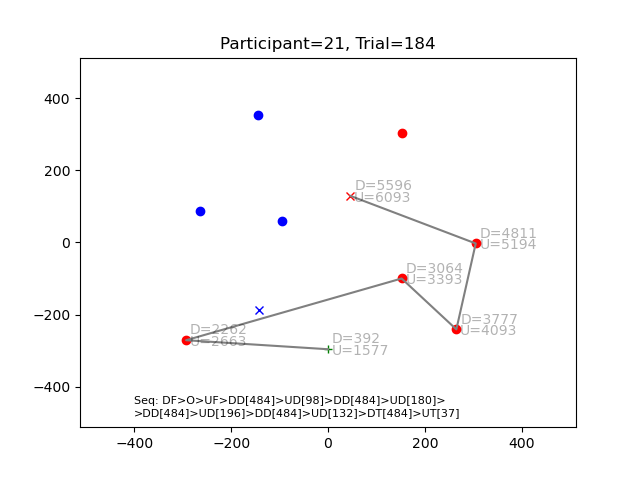 Participant=21, Trial=184
400
200
0
−200
−400
D=5596
U=6093
D=4811
U=5194
D=3064
U=3393
D=3777
U=4093
D=2262
U=2663
D=392
U=1577
Seq: DF>O>UF>DD[484]>UD[98]>DD[484]>UD[180]>
>DD[484]>UD[196]>DD[484]>UD[132]>DT[484]>UT[37]
−400 −200 0 200 400